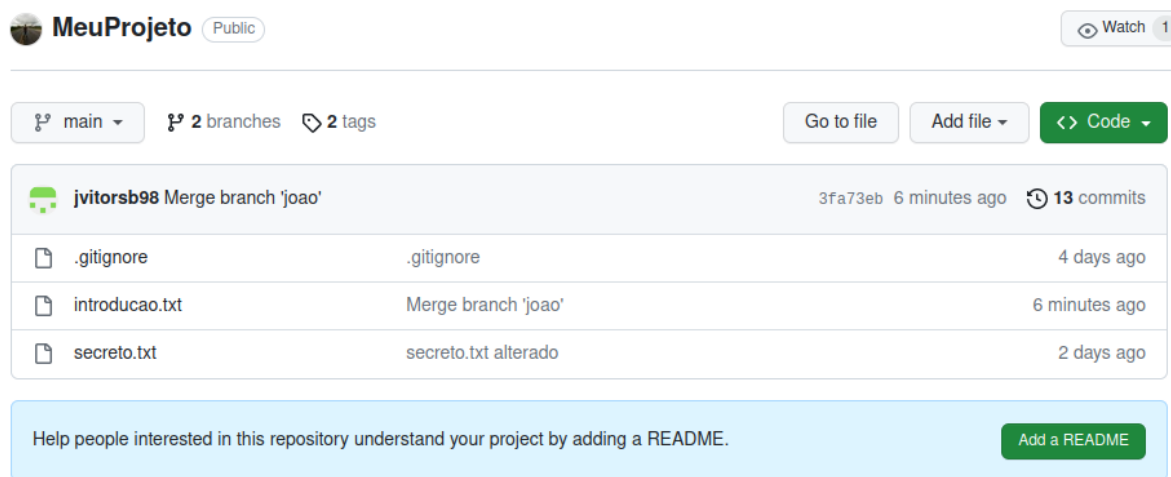 MeuProjeto Public Watch 1
main 2 branches 2 tags Go to file Add file <> Code
jvitorsb98 Merge branch 'joao' 3fa73eb 6 minutes ago 13 commits
.gitignore .gitignore 4 days ago
introducao.txt Merge branch 'joao' 6 minutes ago
secreto.txt secreto.txt alterado 2 days ago
Help people interested in this repository understand your project by adding a README. Add a README